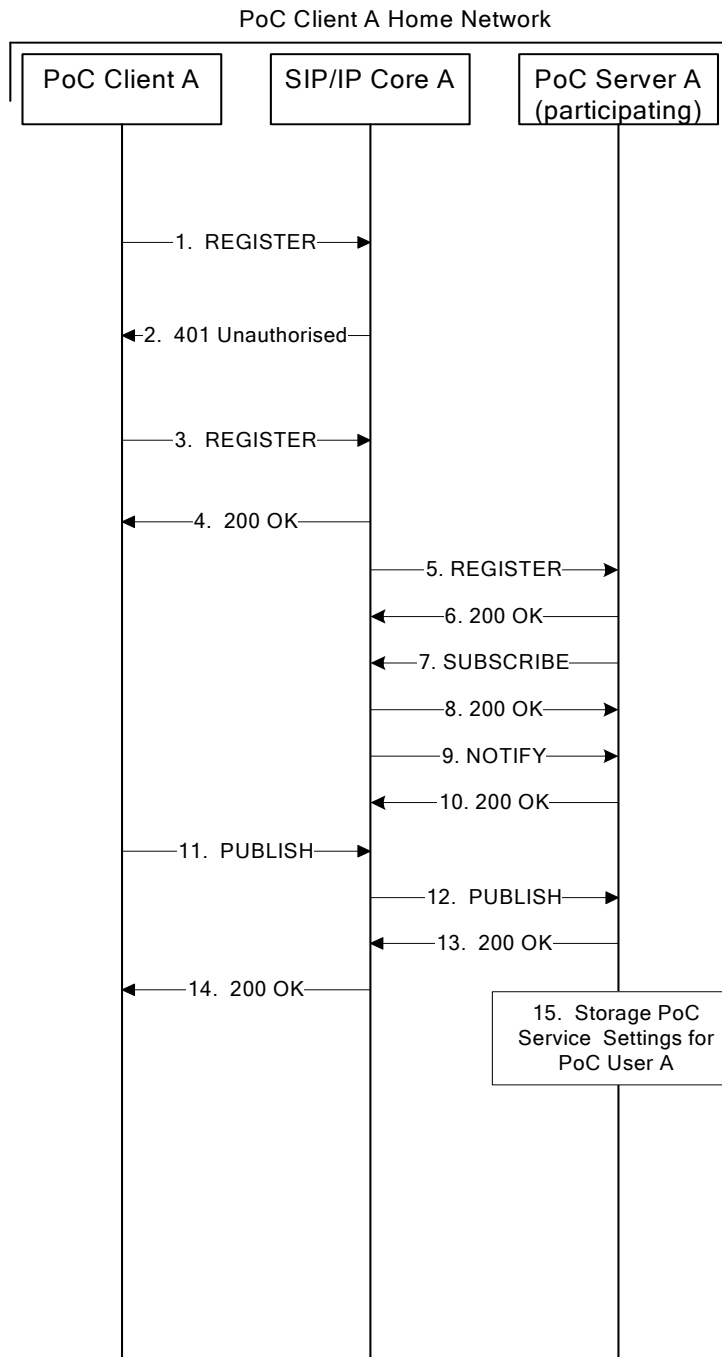 PoC Client A Home Network
PoC Client A
SIP/IP Core A
PoC Server A
(participating)
1. REGISTER
2. 401 Unauthorised
3. REGISTER
4. 200 OK
5. REGISTER
6. 200 OK
7. SUBSCRIBE
8. 200 OK
9. NOTIFY
10. 200 OK
11. PUBLISH
12. PUBLISH
13. 200 OK
14. 200 OK
15. Storage PoC
Service Settings for
PoC User A